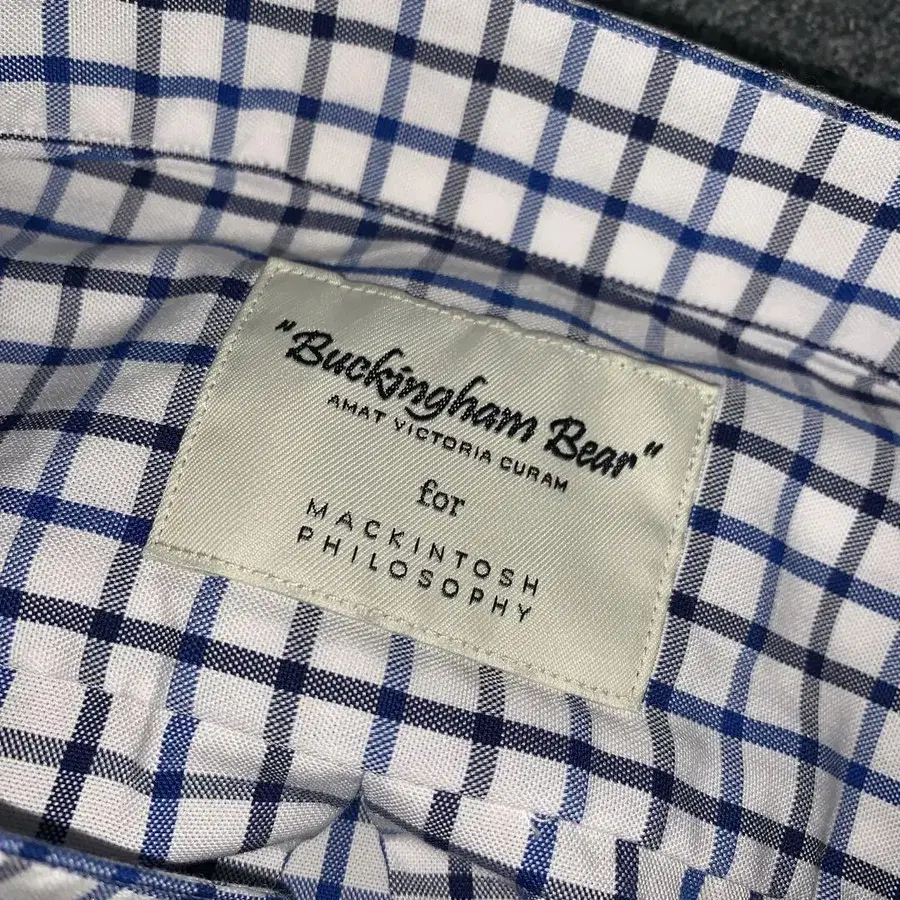 "Buckingham Bear"
AMAT VICTORIA CURAM
for
MACKINTOSH
PHILOSOPHY